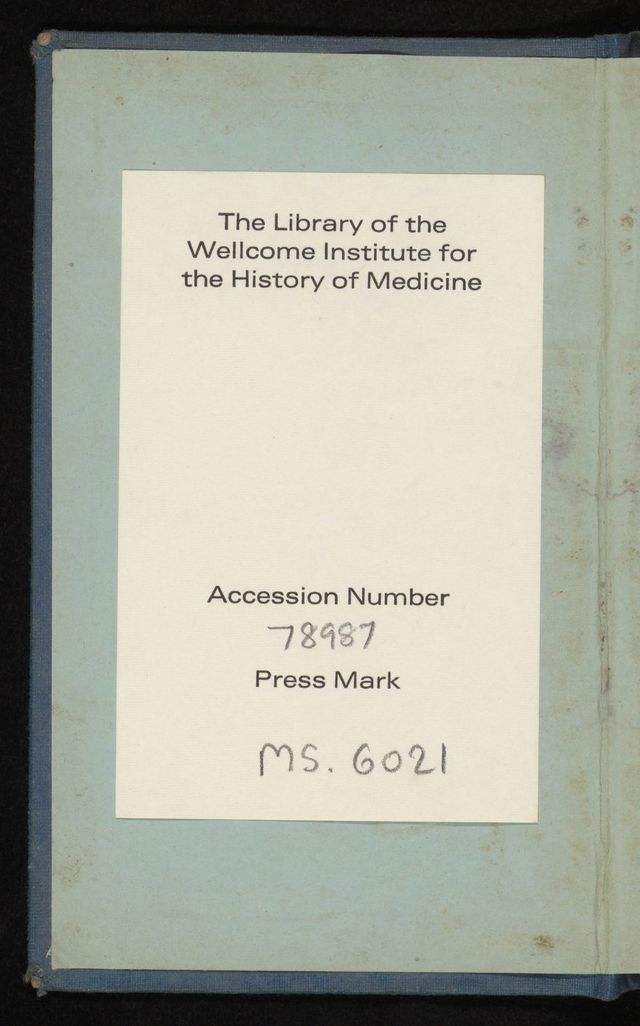 The Library of the
Wellcome Institute for
the History of Medicine
Accession Number
78987
Press Mark
MS. 6021